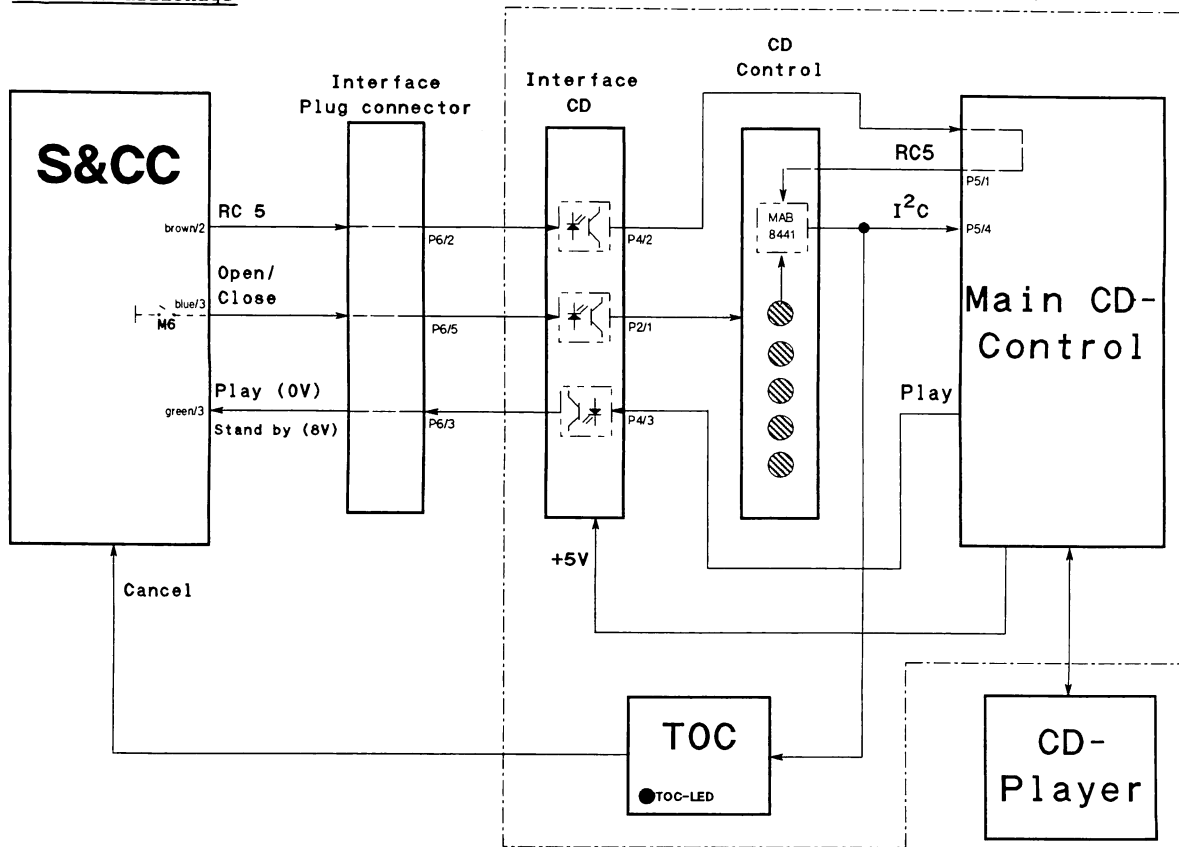 CD
Control
Interface
Plug connector
Interface
CD
S&CC
RC 5
brown/2
P6/2
P4/2
Open/
Close
blue/3
M6
P6/5
P2/1
Play (0V)
green/3
Stand by (8V)
P6/3
P4/3
MAB
8441
RC5
P5/1
I²C
P5/4
Main CD-
Control
Play
+5V
Cancel
TOC
TOC-LED
CD-
Player